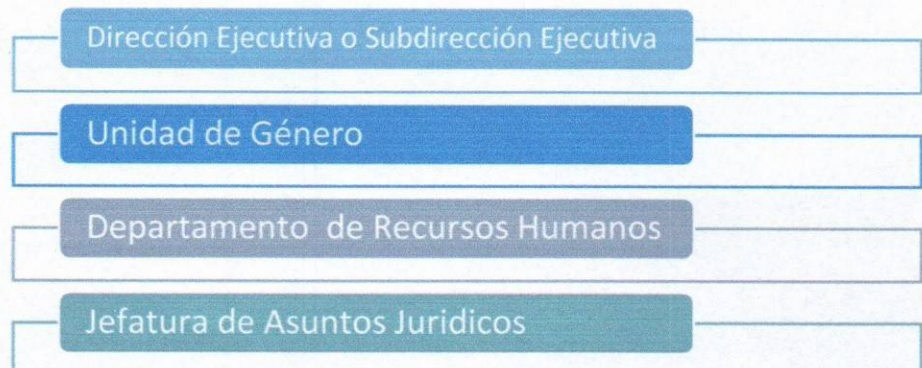 Dirección Ejecutiva o Subdirección Ejecutiva
Unidad de Género
Departamento de Recursos Humanos
Jefatura de Asuntos Juridicos